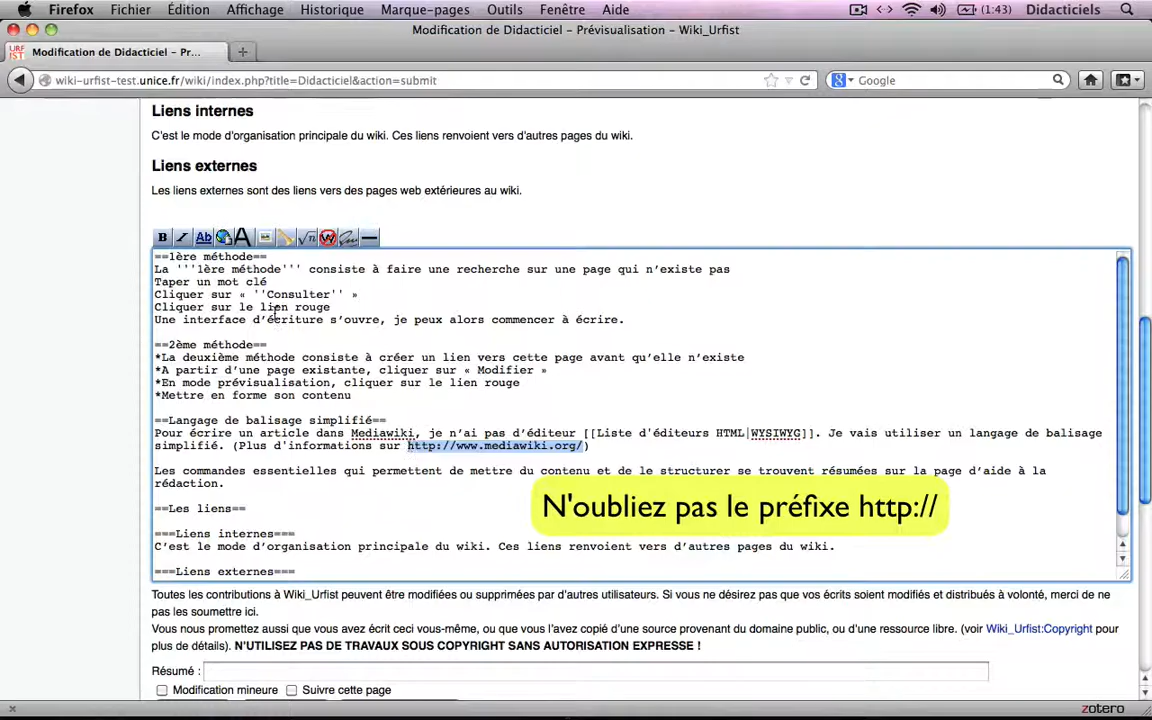 Firefox Fichier Édition Affichage Historique Marque-pages Outils Fenêtre Aide (1:43) Didacticiels
Modification de Didacticiel – Prévisualisation – Wiki_Urfist
URF IST Modification de Didacticiel – Pr... +
wiki-urfist-test.unice.fr/wiki/index.php?title=Didacticiel&action=submit Google
Liens internes
C'est le mode d'organisation principale du wiki. Ces liens renvoient vers d'autres pages du wiki.
Liens externes
Les liens externes sont des liens vers des pages web extérieures au wiki.
B I Ab A √n W
==1ère méthode==
La '''1ère méthode''' consiste à faire une recherche sur une page qui n’existe pas
Taper un mot clé
Cliquer sur « ''Consulter'' »
Cliquer sur le lien rouge
Une interface d’écriture s’ouvre, je peux alors commencer à écrire.
==2ème méthode==
*La deuxième méthode consiste à créer un lien vers cette page avant qu’elle n’existe
*A partir d’une page existante, cliquer sur « Modifier »
*En mode prévisualisation, cliquer sur le lien rouge
*Mettre en forme son contenu
==Langage de balisage simplifié==
Pour écrire un article dans Mediawiki, je n’ai pas d’éditeur [[Liste d'éditeurs HTML|WYSIWYG]]. Je vais utiliser un langage de balisage
simplifié. (Plus d'informations sur http://www.mediawiki.org/)
Les commandes essentielles qui permettent de mettre du contenu et de le structurer se trouvent résumées sur la page d’aide à la
rédaction.
N'oubliez pas le préfixe http://
==Les liens==
===Liens internes===
C’est le mode d’organisation principale du wiki. Ces liens renvoient vers d’autres pages du wiki.
===Liens externes===
Toutes les contributions à Wiki_Urfist peuvent être modifiées ou supprimées par d'autres utilisateurs. Si vous ne désirez pas que vos écrits soient modifiés et distribués à volonté, merci de ne
pas les soumettre ici.
Vous nous promettez aussi que vous avez écrit ceci vous-même, ou que vous l'avez copié d'une source provenant du domaine public, ou d'une ressource libre. (voir Wiki_Urfist:Copyright pour
plus de détails). N'UTILISEZ PAS DE TRAVAUX SOUS COPYRIGHT SANS AUTORISATION EXPRESSE !
Résumé :
Modification mineure Suivre cette page
zotero